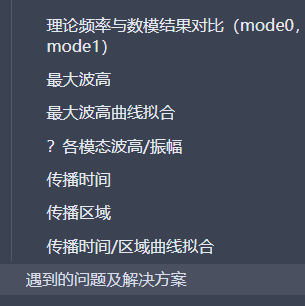 理论频率与数模结果对比（mode0，
mode1）
最大波高
最大波高曲线拟合
？各模态波高/振幅
传播时间
传播区域
传播时间/区域曲线拟合
遇到的问题及解决方案